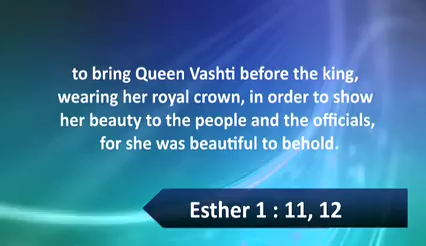 to bring Queen Vashti before the king,
wearing her royal crown, in order to show
her beauty to the people and the officials,
for she was beautiful to behold.
Esther 1 : 11, 12